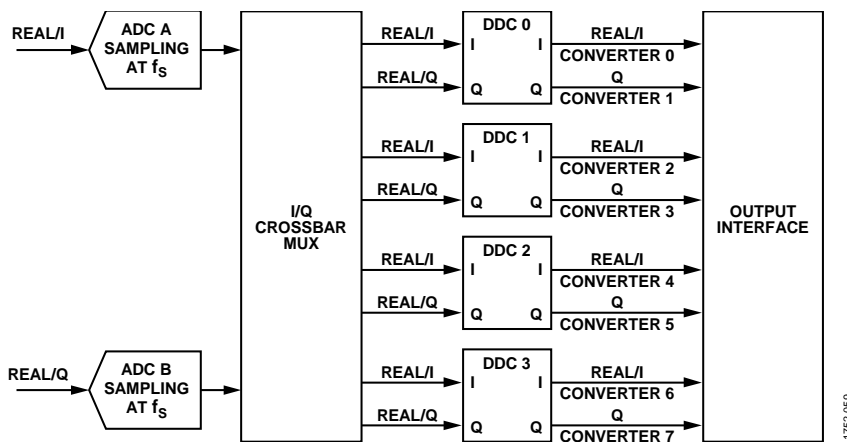 REAL/I
ADC A
SAMPLING
AT fS
I/Q
CROSSBAR
MUX
REAL/Q
ADC B
SAMPLING
AT fS
REAL/I
REAL/Q
DDC 0
I
I
Q
Q
REAL/I
CONVERTER 0
Q
CONVERTER 1
REAL/I
REAL/Q
DDC 1
I
I
Q
Q
REAL/I
CONVERTER 2
Q
CONVERTER 3
REAL/I
REAL/Q
DDC 2
I
I
Q
Q
REAL/I
CONVERTER 4
Q
CONVERTER 5
REAL/I
REAL/Q
DDC 3
I
I
Q
Q
REAL/I
CONVERTER 6
Q
CONVERTER 7
OUTPUT
INTERFACE